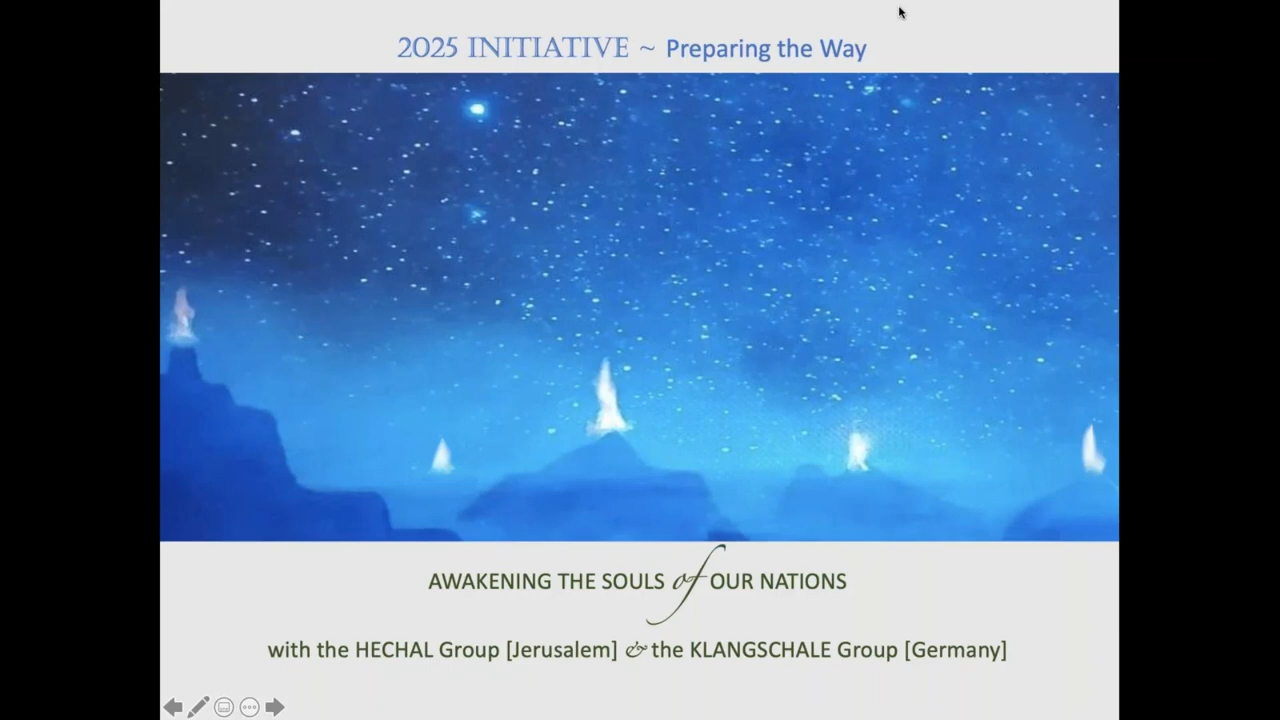 2025 INITIATIVE ~ Preparing the Way
AWAKENING THE SOULS of OUR NATIONS
with the HECHAL Group [Jerusalem] & the KLANGSCHALE Group [Germany]